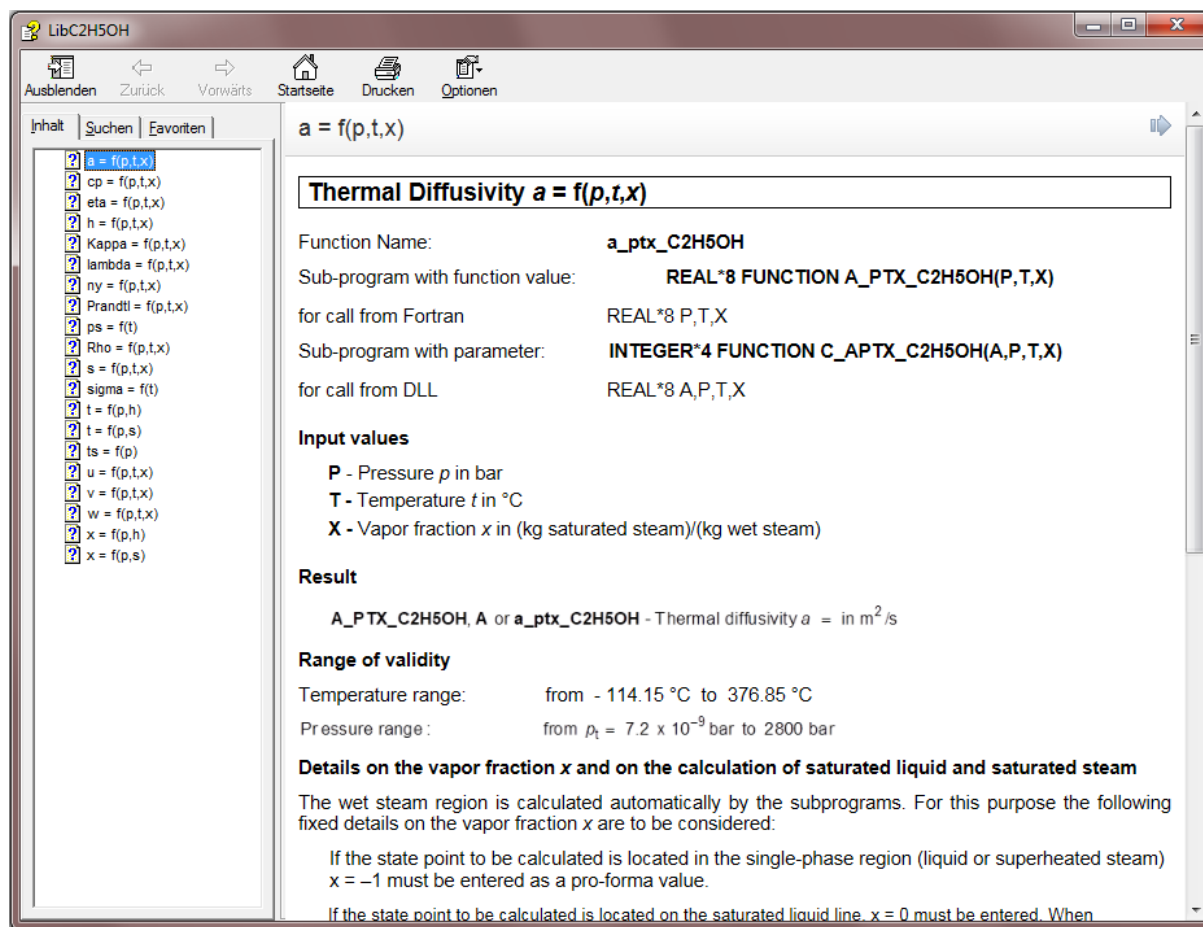 LibC2H5OH
Ausblenden Zurück Vorwärts Startseite Drucken Optionen
Inhalt Suchen Favoriten
a = f(p,t,x)
cp = f(p,t,x)
eta = f(p,t,x)
h = f(p,t,x)
Kappa = f(p,t,x)
lambda = f(p,t,x)
ny = f(p,t,x)
Prandtl = f(p,t,x)
ps = f(t)
Rho = f(p,t,x)
s = f(p,t,x)
sigma = f(t)
t = f(p,h)
t = f(p,s)
ts = f(p)
u = f(p,t,x)
v = f(p,t,x)
w = f(p,t,x)
x = f(p,h)
x = f(p,s)
a = f(p,t,x)
Thermal Diffusivity a = f(p,t,x)
Function Name: a_ptx_C2H5OH
Sub-program with function value: REAL*8 FUNCTION A_PTX_C2H5OH(P,T,X)
for call from Fortran REAL*8 P,T,X
Sub-program with parameter: INTEGER*4 FUNCTION C_APTX_C2H5OH(A,P,T,X)
for call from DLL REAL*8 A,P,T,X
Input values
P - Pressure p in bar
T - Temperature t in °C
X - Vapor fraction x in (kg saturated steam)/(kg wet steam)
Result
A_PTX_C2H5OH, A or a_ptx_C2H5OH - Thermal diffusivity a = in m²/s
Range of validity
Temperature range: from - 114.15 °C to 376.85 °C
Pressure range : from pt = 7.2 x 10⁻⁹ bar to 2800 bar
Details on the vapor fraction x and on the calculation of saturated liquid and saturated steam
The wet steam region is calculated automatically by the subprograms. For this purpose the following
fixed details on the vapor fraction x are to be considered:
If the state point to be calculated is located in the single-phase region (liquid or superheated steam)
x = –1 must be entered as a pro-forma value.
If the state point to be calculated is located on the saturated liquid line, x = 0 must be entered. When